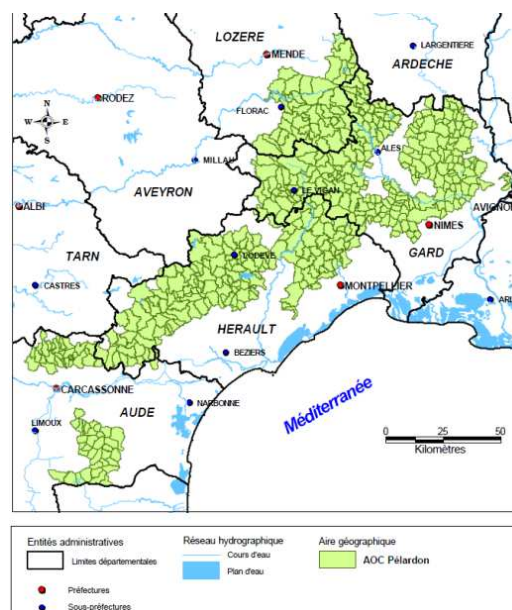 LOZERE
MENDE
LARGENTIERE
ARDECHE
RODEZ
FLORAC
N
W E
S
ALES
MILLAU
AVEYRON
LE VIGAN
AVIGNON
ALBI
NIMES
TARN
LODEVE
GARD
CASTRES
MONTPELLIER
HERAULT
BEZIERS
CARCASSONNE
Méditerranée
AUDE
NARBONNE
LIMOUX
0 25 50
Kilomètres
Entités administratives
Limites départementales
Préfectures
Sous-préfectures
Réseau hydrographique
Cours d'eau
Plan d'eau
Aire géographique
AOC Pélardon